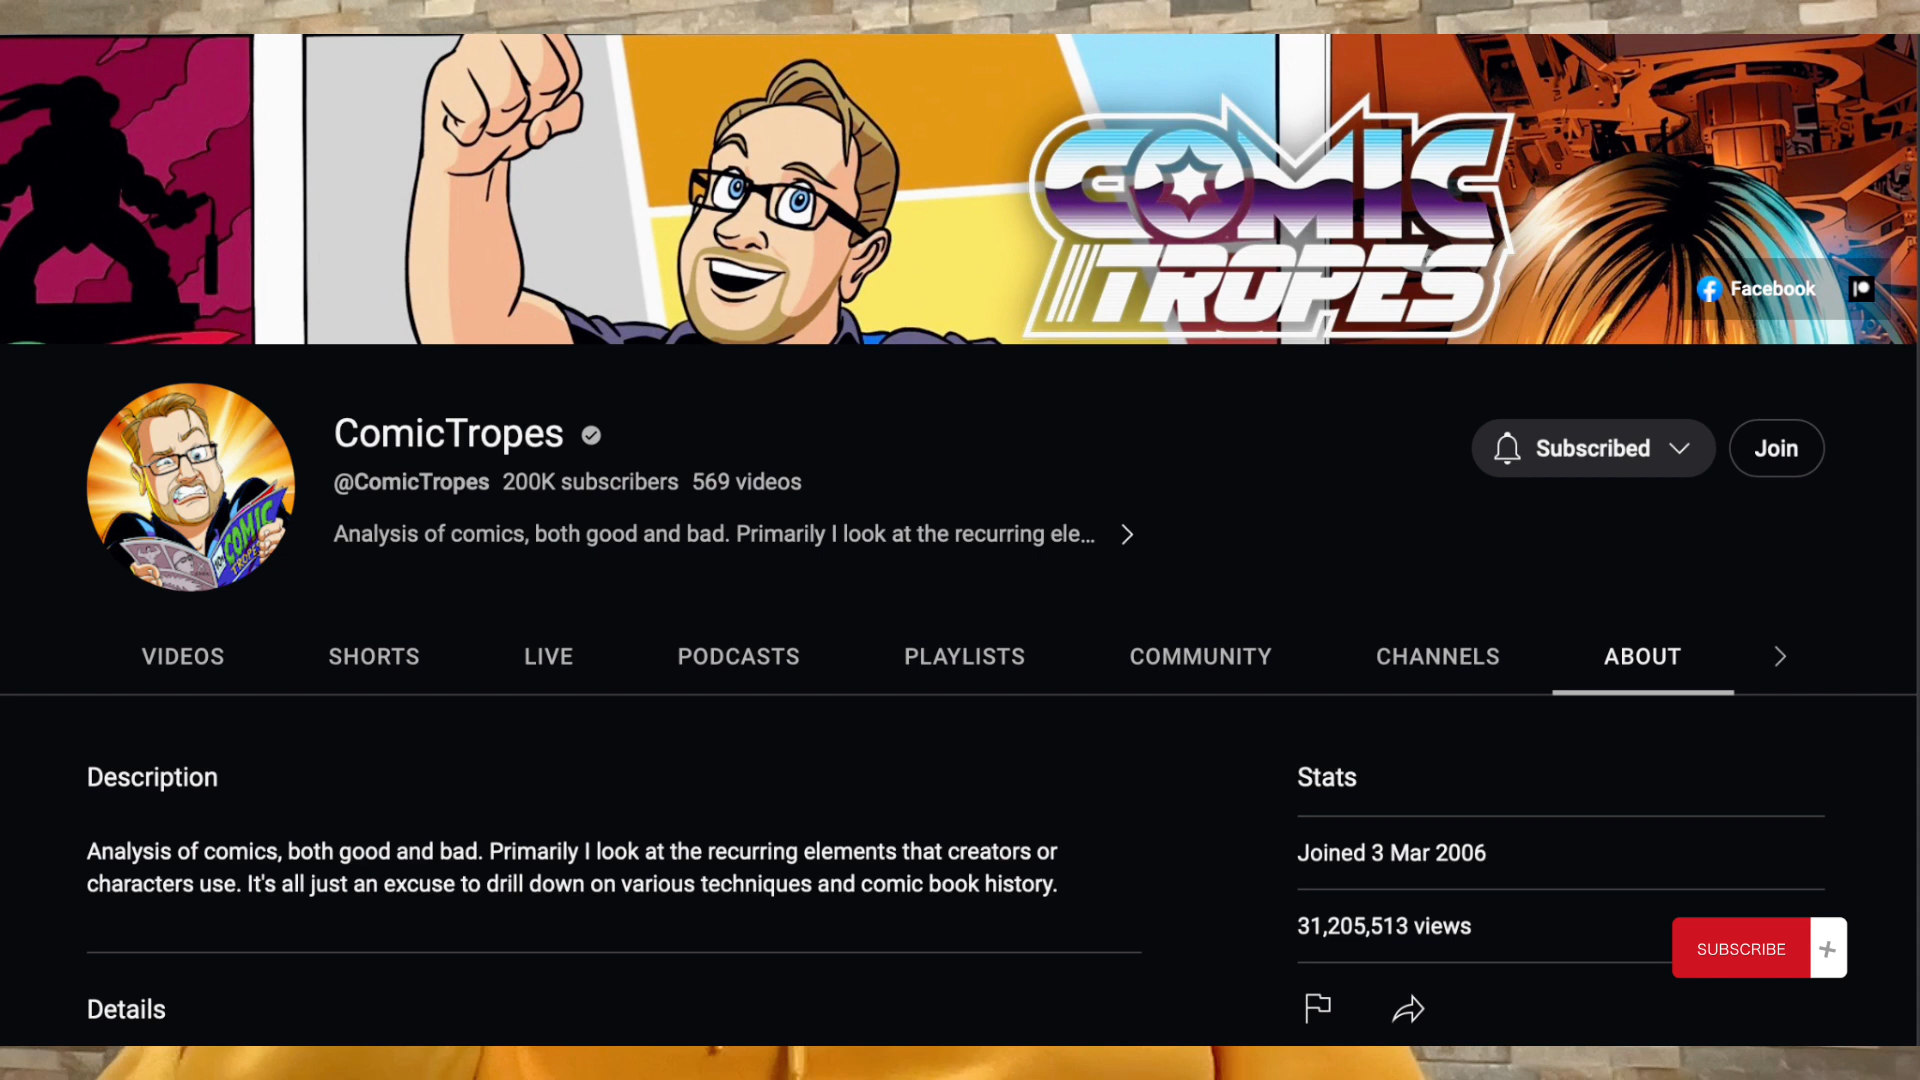 COMIC
TROPES
Facebook
COMIC
TROPES
ComicTropes
@ComicTropes 200K subscribers 569 videos
Analysis of comics, both good and bad. Primarily I look at the recurring ele...
Subscribed
Join
VIDEOS SHORTS LIVE PODCASTS PLAYLISTS COMMUNITY CHANNELS ABOUT
Description
Analysis of comics, both good and bad. Primarily I look at the recurring elements that creators or
characters use. It's all just an excuse to drill down on various techniques and comic book history.
Details
Stats
Joined 3 Mar 2006
31,205,513 views
SUBSCRIBE